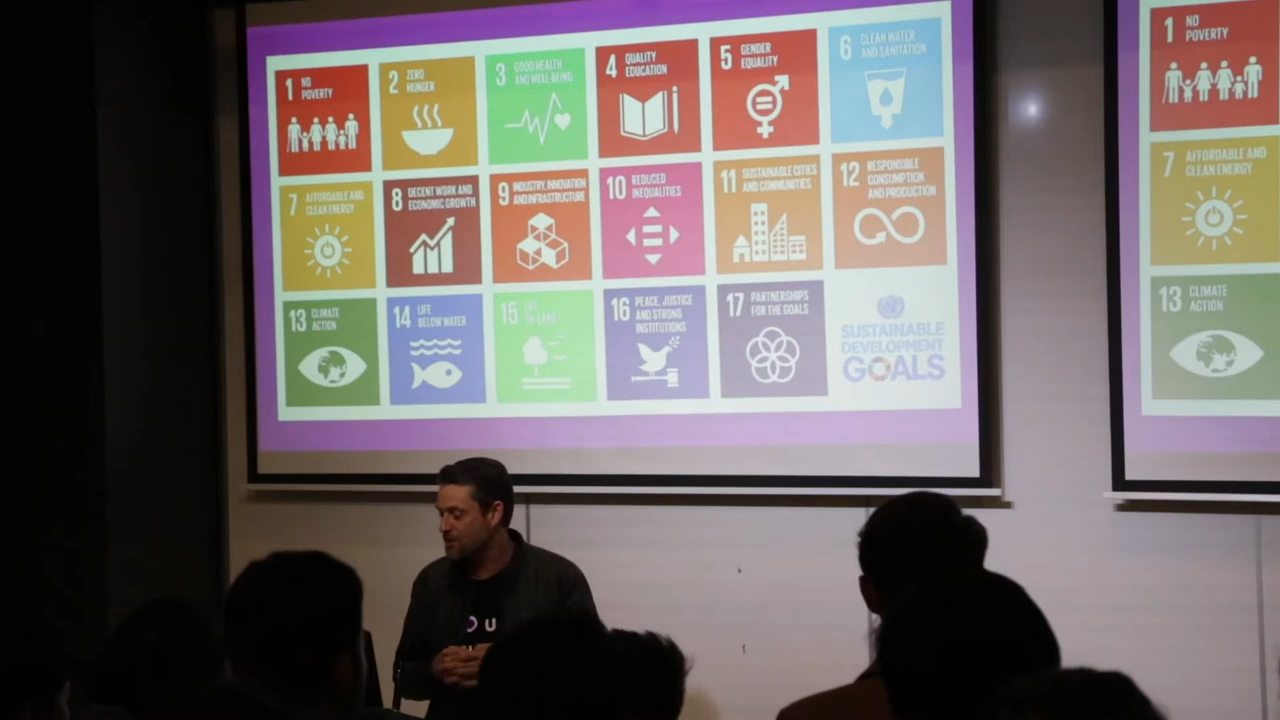 1 NO
POVERTY
2 ZERO
HUNGER
3 GOOD HEALTH
AND WELL-BEING
4 QUALITY
EDUCATION
5 GENDER
EQUALITY
6 CLEAN WATER
AND SANITATION
7 AFFORDABLE AND
CLEAN ENERGY
8 DECENT WORK AND
ECONOMIC GROWTH
9 INDUSTRY, INNOVATION
AND INFRASTRUCTURE
10 REDUCED
INEQUALITIES
11 SUSTAINABLE CITIES
AND COMMUNITIES
12 RESPONSIBLE
CONSUMPTION
AND PRODUCTION
13 CLIMATE
ACTION
14 LIFE
BELOW WATER
15 LIFE
ON LAND
16 PEACE, JUSTICE
AND STRONG
INSTITUTIONS
17 PARTNERSHIPS
FOR THE GOALS
SUSTAINABLE
DEVELOPMENT
GOALS
1 NO
POVERTY
7 AFFORDABLE AND
CLEAN ENERGY
13 CLIMATE
ACTION